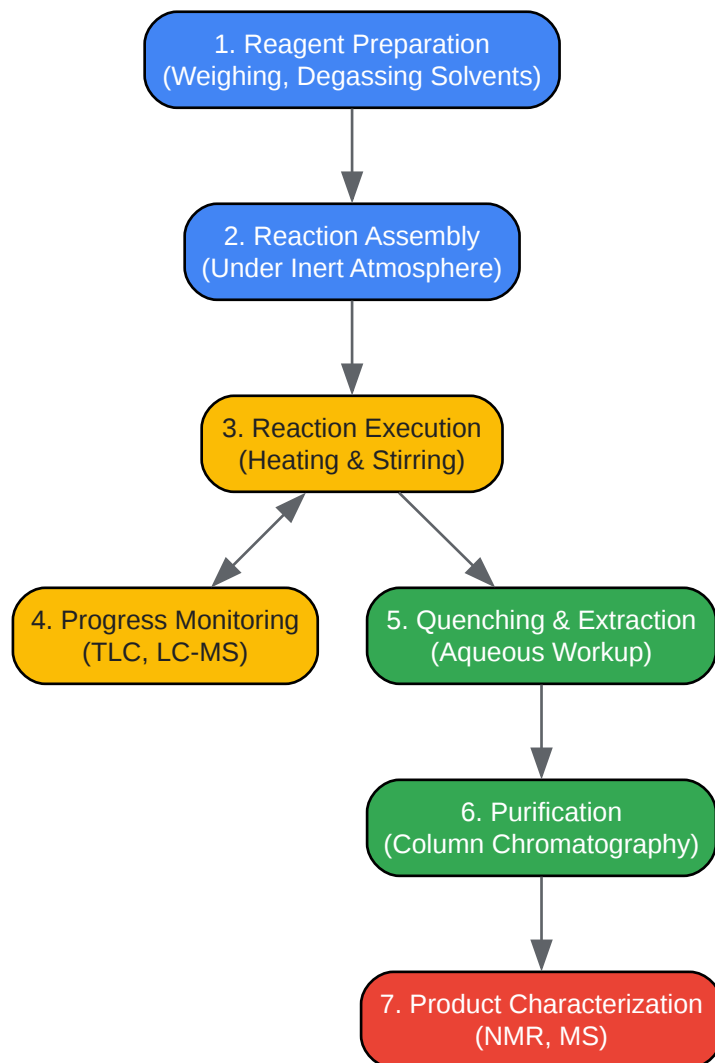 1. Reagent Preparation
(Weighing, Degassing Solvents)
2. Reaction Assembly
(Under Inert Atmosphere)
3. Reaction Execution
(Heating & Stirring)
4. Progress Monitoring
(TLC, LC-MS)
5. Quenching & Extraction
(Aqueous Workup)
6. Purification
(Column Chromatography)
7. Product Characterization
(NMR, MS)